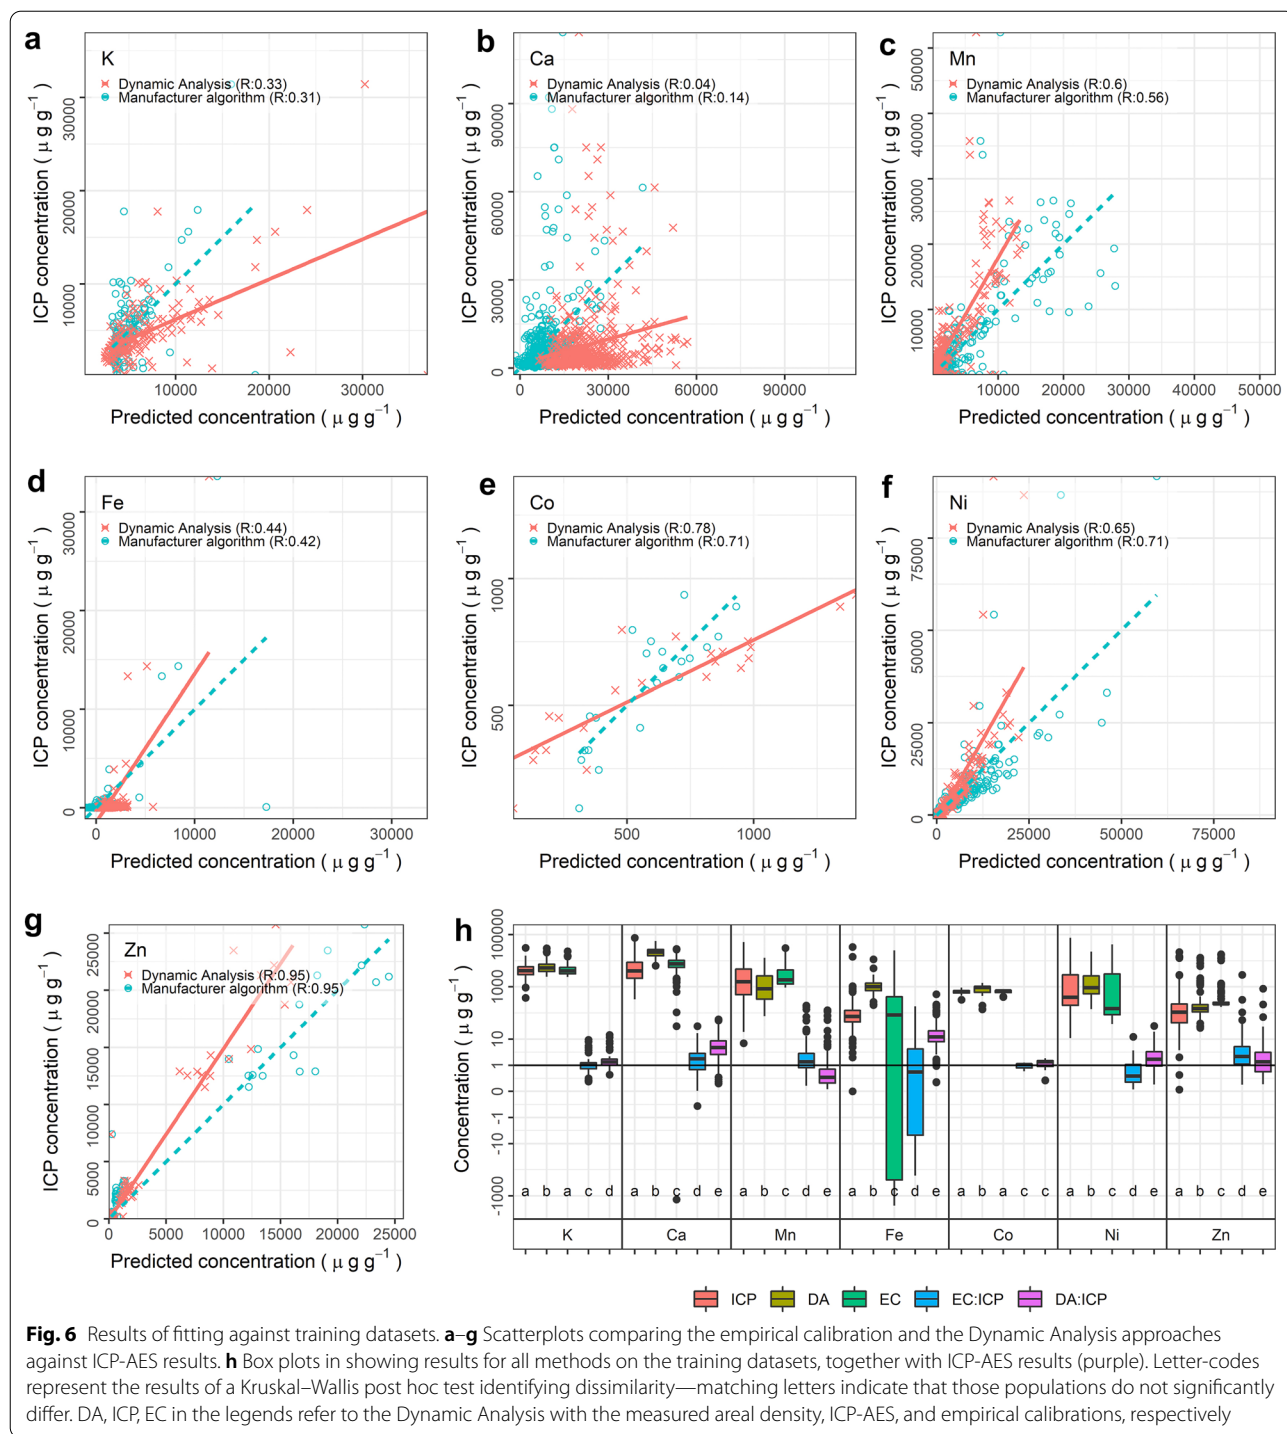 a
K
Dynamic Analysis (R:0.33)
Manufacturer algorithm (R:0.31)
ICP concentration ( μ g g⁻¹ )
30000
20000
10000
10000 20000 30000
Predicted concentration ( μ g g⁻¹ )
b
Ca
Dynamic Analysis (R:0.04)
Manufacturer algorithm (R:0.14)
ICP concentration ( μ g g⁻¹ )
90000
60000
30000
0
0 30000 60000 90000
Predicted concentration ( μ g g⁻¹ )
c
Mn
Dynamic Analysis (R:0.6)
Manufacturer algorithm (R:0.56)
ICP concentration ( μ g g⁻¹ )
50000
40000
30000
20000
10000
10000 20000 30000 40000 50000
Predicted concentration ( μ g g⁻¹ )
d
Fe
Dynamic Analysis (R:0.44)
Manufacturer algorithm (R:0.42)
ICP concentration ( μ g g⁻¹ )
30000
20000
10000
0
0 10000 20000 30000
Predicted concentration ( μ g g⁻¹ )
e
Co
Dynamic Analysis (R:0.78)
Manufacturer algorithm (R:0.71)
ICP concentration ( μ g g⁻¹ )
1000
500
500 1000
Predicted concentration ( μ g g⁻¹ )
f
Ni
Dynamic Analysis (R:0.65)
Manufacturer algorithm (R:0.71)
ICP concentration ( μ g g⁻¹ )
75000
50000
25000
0
0 25000 50000 75000
Predicted concentration ( μ g g⁻¹ )
g
Zn
Dynamic Analysis (R:0.95)
Manufacturer algorithm (R:0.95)
ICP concentration ( μ g g⁻¹ )
25000
20000
15000
10000
5000
0
0 5000 10000 15000 20000 25000
Predicted concentration ( μ g g⁻¹ )
h
Concentration ( μ g g⁻¹ )
100000
1000
10
1
0
-1
-10
-1000
a b a c d a b c d e a b c d e a b c d e a b a c c a b c d e a b c d e
K Ca Mn Fe Co Ni Zn
ICP DA EC EC:ICP DA:ICP
Fig. 6 Results of fitting against training datasets. a–g Scatterplots comparing the empirical calibration and the Dynamic Analysis approaches
against ICP-AES results. h Box plots in showing results for all methods on the training datasets, together with ICP-AES results (purple). Letter-codes
represent the results of a Kruskal–Wallis post hoc test identifying dissimilarity—matching letters indicate that those populations do not significantly
differ. DA, ICP, EC in the legends refer to the Dynamic Analysis with the measured areal density, ICP-AES, and empirical calibrations, respectively